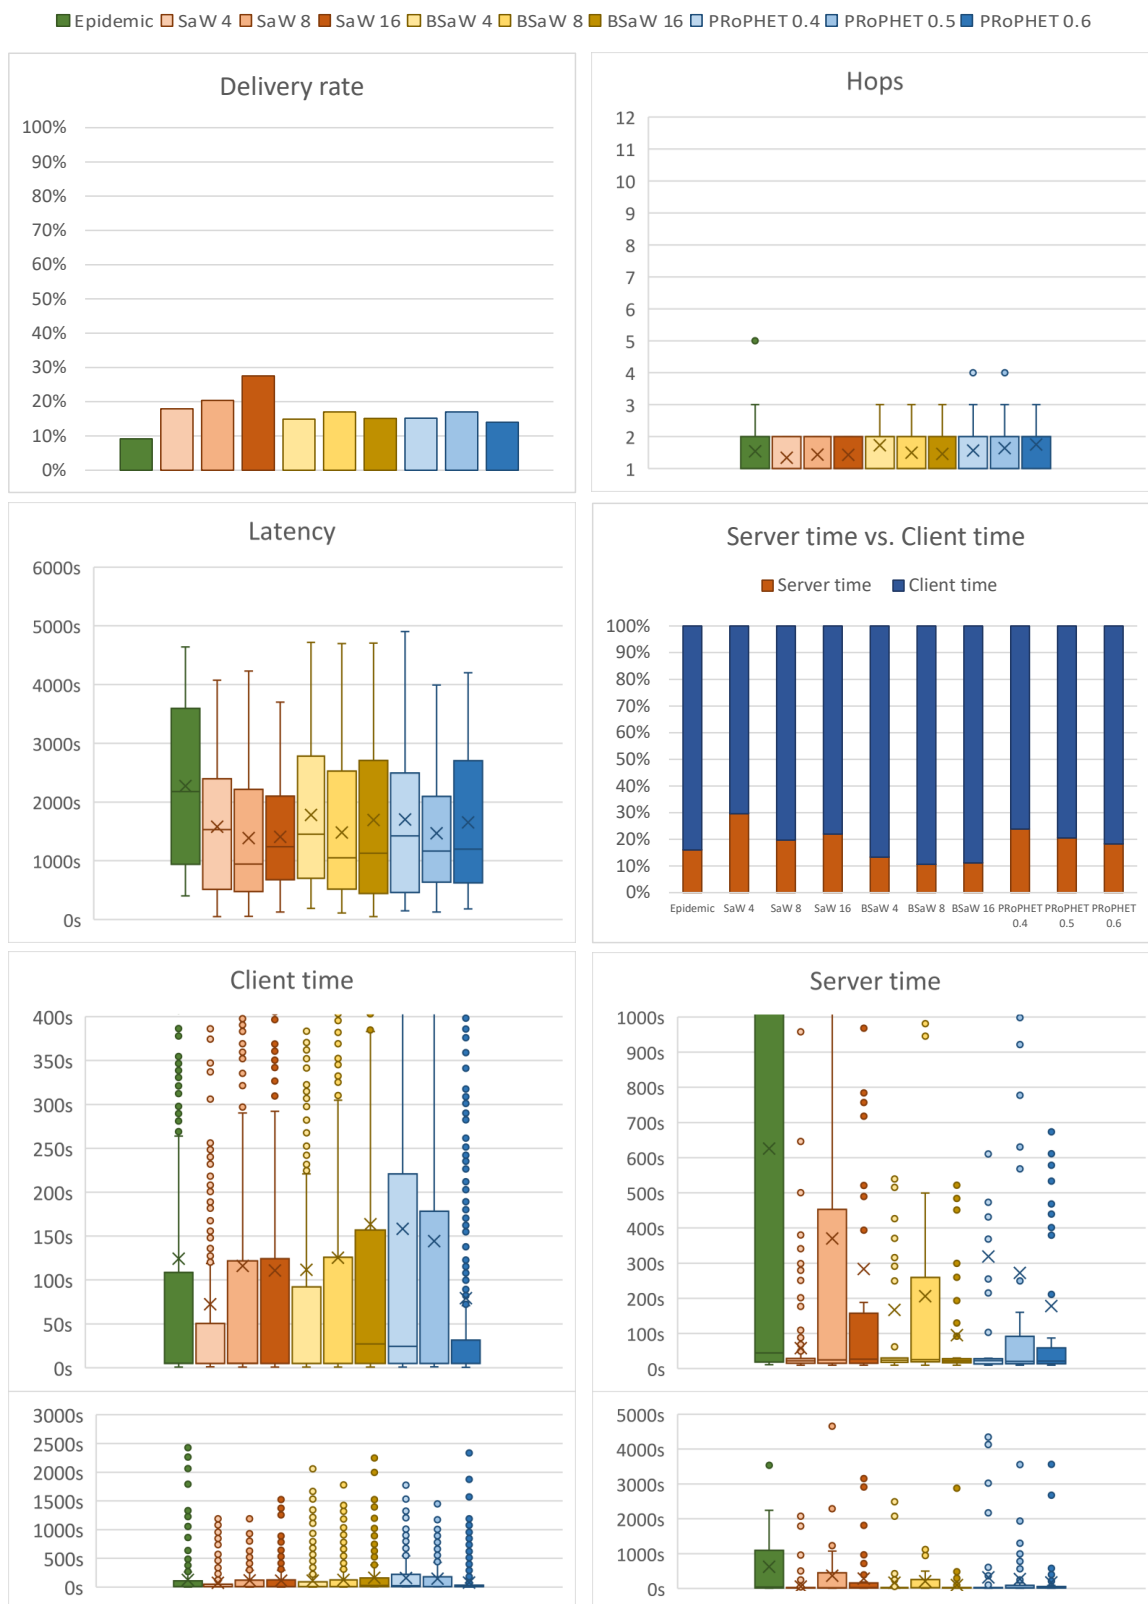 Epidemic SaW 4 SaW 8 SaW 16 BSaW 4 BSaW 8 BSaW 16 PRoPHET 0.4 PRoPHET 0.5 PRoPHET 0.6
Delivery rate
100%
90%
80%
70%
60%
50%
40%
30%
20%
10%
0%
Hops
12
11
10
9
8
7
6
5
4
3
2
1
Latency
6000s
5000s
4000s
3000s
2000s
1000s
0s
Server time vs. Client time
Server time Client time
100%
90%
80%
70%
60%
50%
40%
30%
20%
10%
0%
Epidemic SaW 4 SaW 8 SaW 16 BSaW 4 BSaW 8 BSaW 16 PRoPHET PRoPHET PRoPHET
0.4 0.5 0.6
Client time
400s
350s
300s
250s
200s
150s
100s
50s
0s
3000s
2500s
2000s
1500s
1000s
500s
0s
Server time
1000s
900s
800s
700s
600s
500s
400s
300s
200s
100s
0s
5000s
4000s
3000s
2000s
1000s
0s